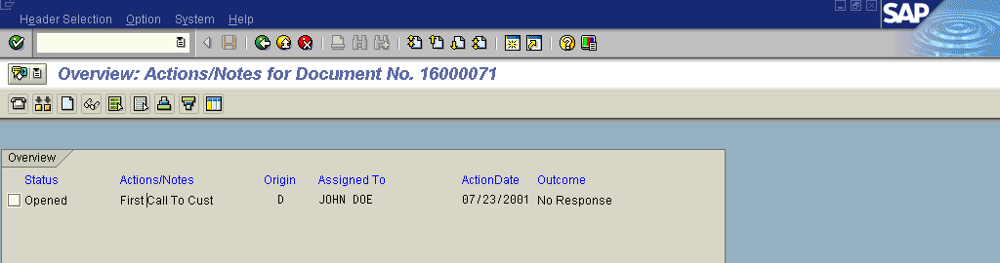 Header Selection Option System Help
SAP
Overview: Actions/Notes for Document No. 16000071
Overview
Status Actions/Notes Origin Assigned To ActionDate Outcome
Opened First Call To Cust D JOHN DOE 07/23/2001 No Response